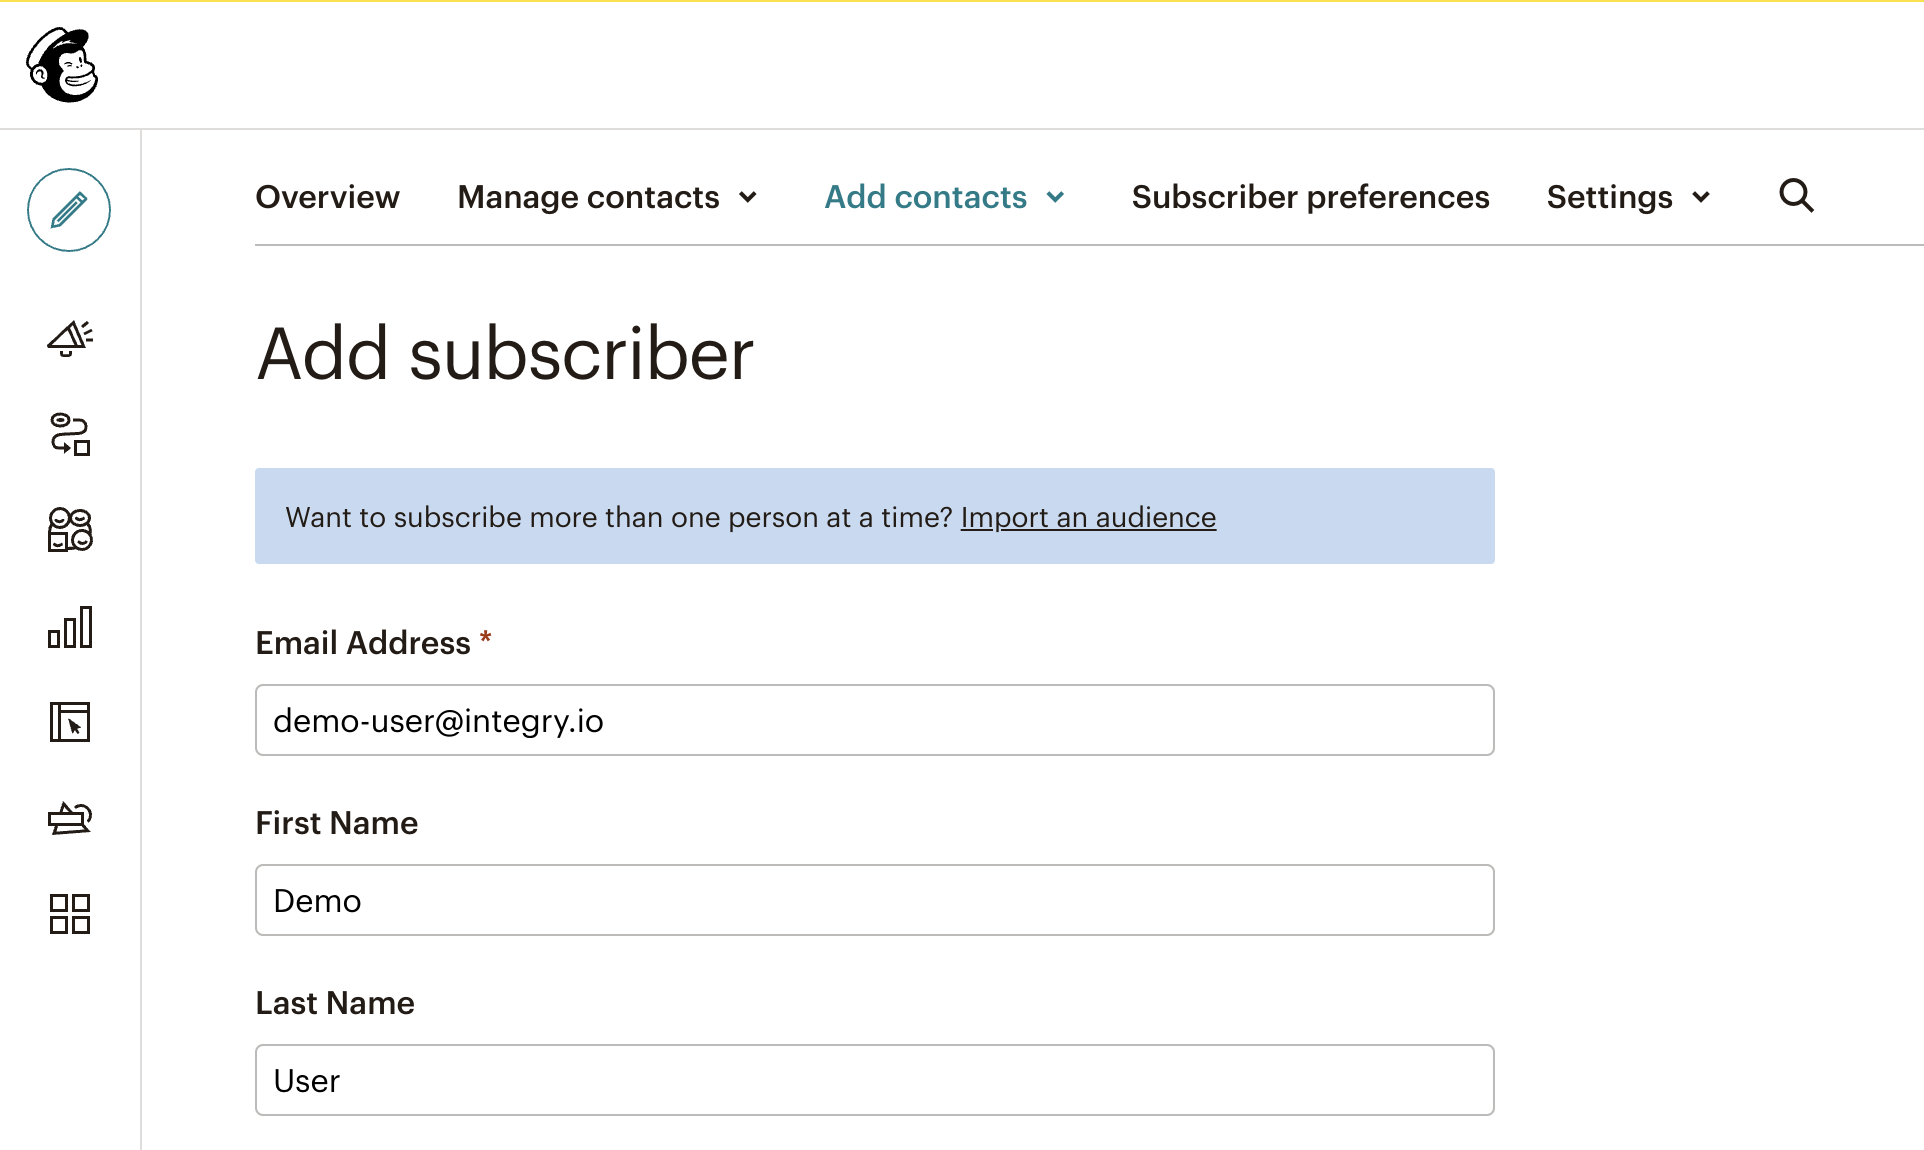 Overview Manage contacts Add contacts Subscriber preferences Settings
Add subscriber
Want to subscribe more than one person at a time? Import an audience
Email Address *
demo-user@integry.io
First Name
Demo
Last Name
User